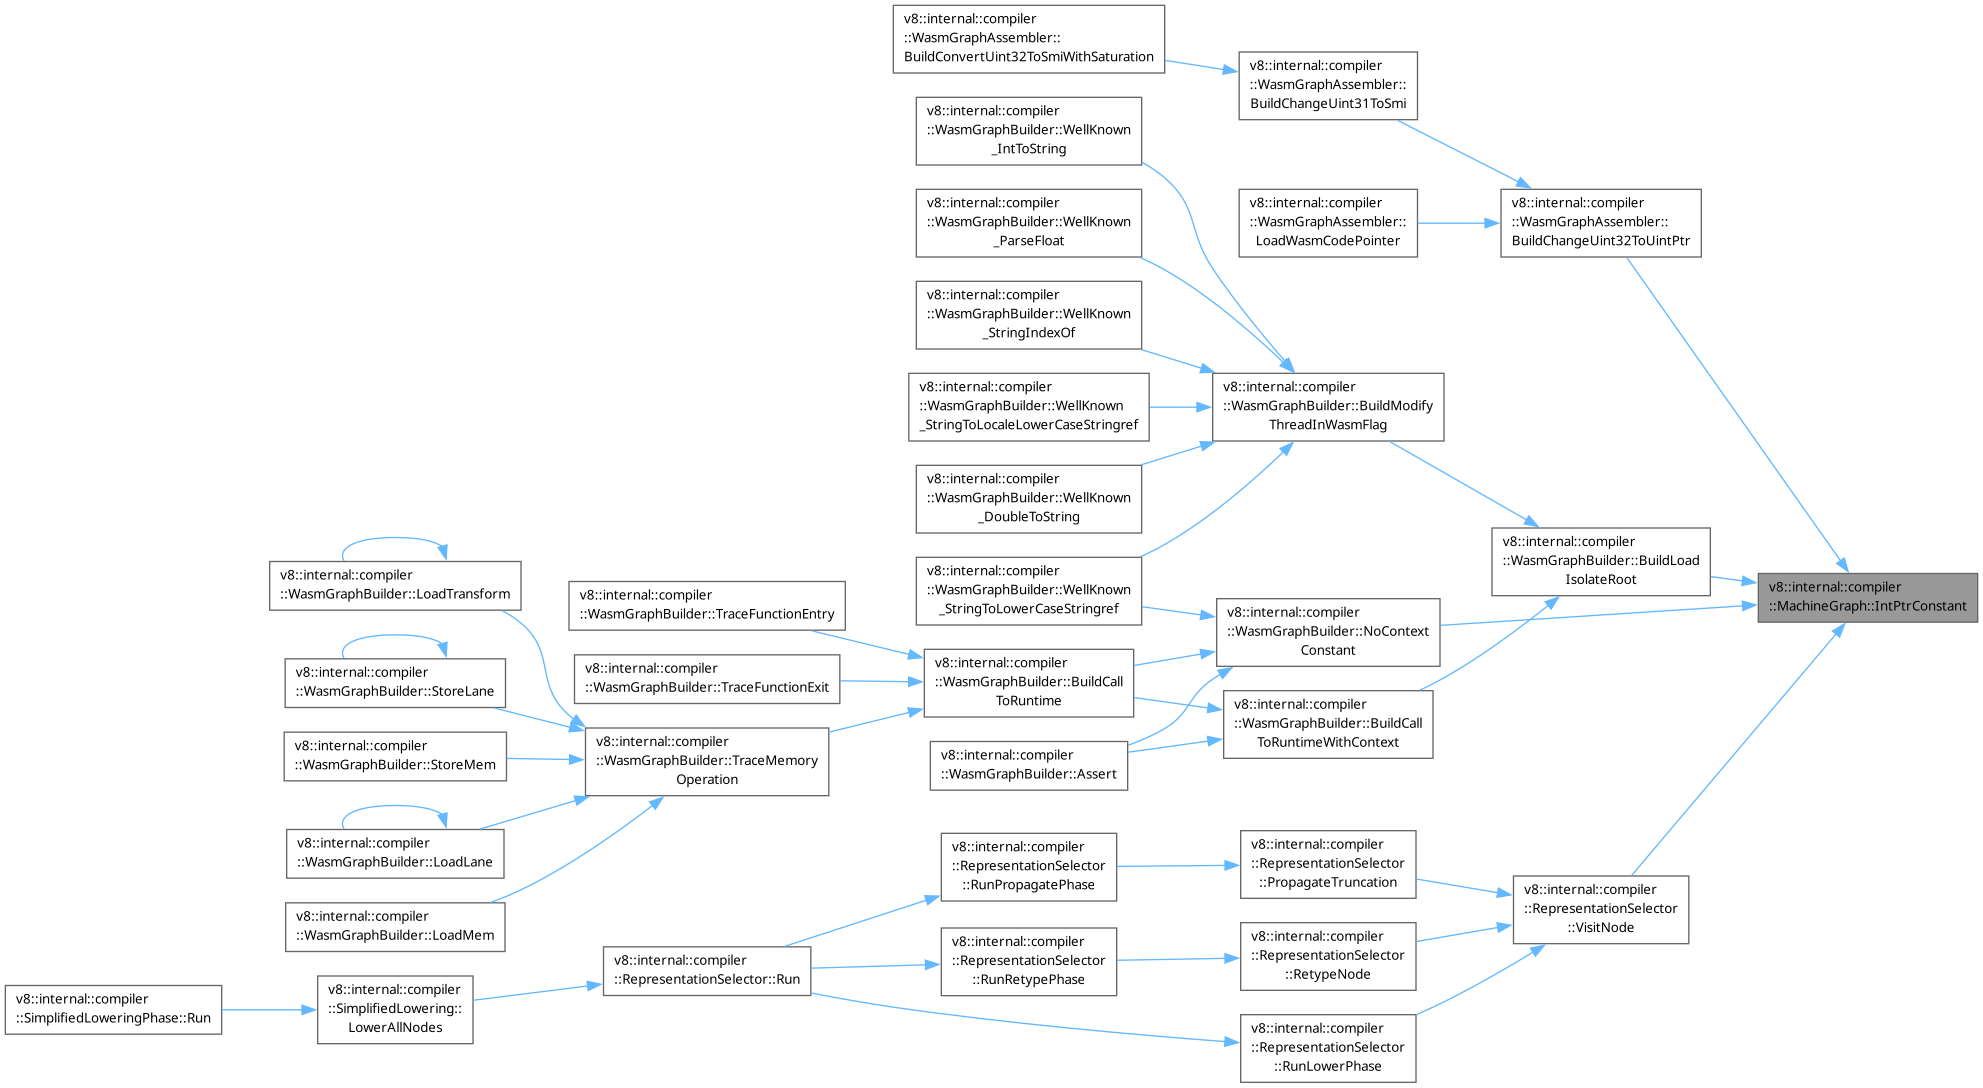 v8::internal::compiler
::WasmGraphAssembler::
BuildConvertUint32ToSmiWithSaturation
v8::internal::compiler
::WasmGraphAssembler::
BuildChangeUint31ToSmi
v8::internal::compiler
::WasmGraphBuilder::WellKnown
_IntToString
v8::internal::compiler
::WasmGraphBuilder::WellKnown
_ParseFloat
v8::internal::compiler
::WasmGraphAssembler::
LoadWasmCodePointer
v8::internal::compiler
::WasmGraphAssembler::
BuildChangeUint32ToUintPtr
v8::internal::compiler
::WasmGraphBuilder::WellKnown
_StringIndexOf
v8::internal::compiler
::WasmGraphBuilder::WellKnown
_StringToLocaleLowerCaseStringref
v8::internal::compiler
::WasmGraphBuilder::BuildModify
ThreadInWasmFlag
v8::internal::compiler
::WasmGraphBuilder::WellKnown
_DoubleToString
v8::internal::compiler
::WasmGraphBuilder::BuildLoad
IsolateRoot
v8::internal::compiler
::MachineGraph::IntPtrConstant
v8::internal::compiler
::WasmGraphBuilder::LoadTransform
v8::internal::compiler
::WasmGraphBuilder::TraceFunctionEntry
v8::internal::compiler
::WasmGraphBuilder::WellKnown
_StringToLowerCaseStringref
v8::internal::compiler
::WasmGraphBuilder::NoContext
Constant
v8::internal::compiler
::WasmGraphBuilder::StoreLane
v8::internal::compiler
::WasmGraphBuilder::TraceFunctionExit
v8::internal::compiler
::WasmGraphBuilder::BuildCall
ToRuntime
v8::internal::compiler
::WasmGraphBuilder::BuildCall
ToRuntimeWithContext
v8::internal::compiler
::WasmGraphBuilder::StoreMem
v8::internal::compiler
::WasmGraphBuilder::TraceMemory
Operation
v8::internal::compiler
::WasmGraphBuilder::Assert
v8::internal::compiler
::WasmGraphBuilder::LoadLane
v8::internal::compiler
::RepresentationSelector
::RunPropagatePhase
v8::internal::compiler
::RepresentationSelector
::PropagateTruncation
v8::internal::compiler
::RepresentationSelector
::VisitNode
v8::internal::compiler
::WasmGraphBuilder::LoadMem
v8::internal::compiler
::RepresentationSelector::Run
v8::internal::compiler
::RepresentationSelector
::RunRetypePhase
v8::internal::compiler
::RepresentationSelector
::RetypeNode
v8::internal::compiler
::SimplifiedLoweringPhase::Run
v8::internal::compiler
::SimplifiedLowering::
LowerAllNodes
v8::internal::compiler
::RepresentationSelector
::RunLowerPhase